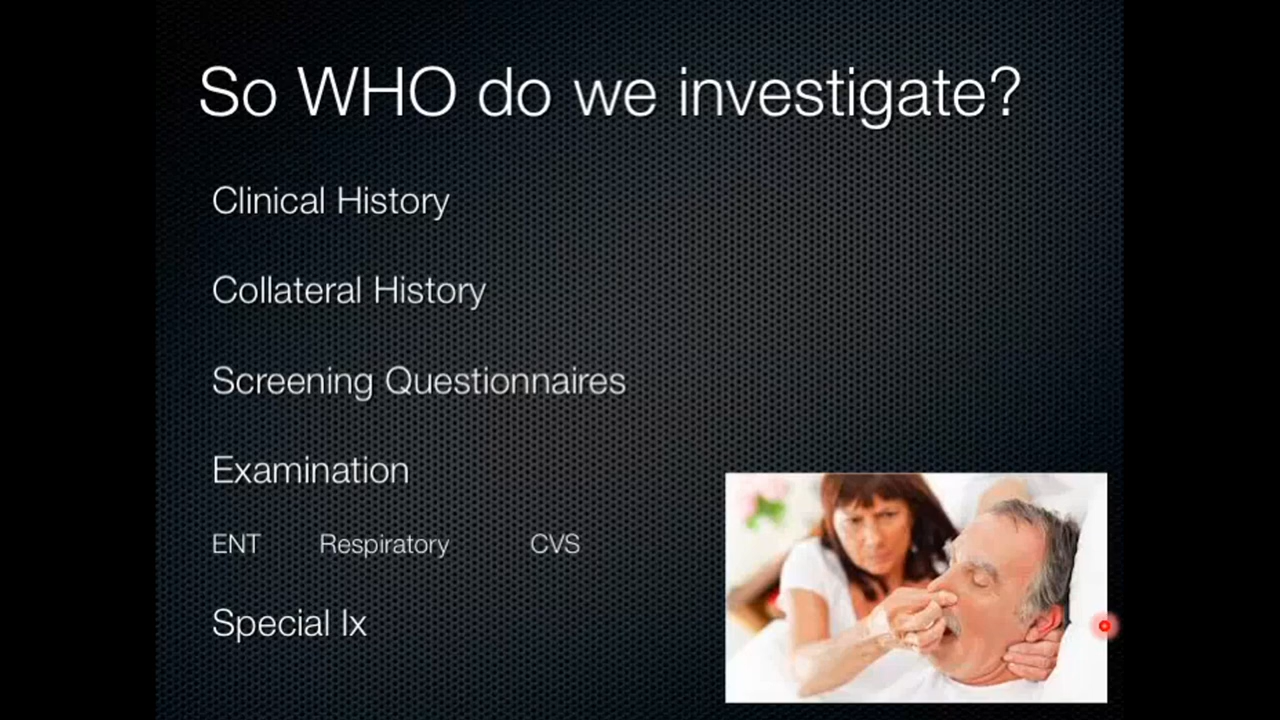 So WHO do we investigate?
Clinical History
Collateral History
Screening Questionnaires
Examination
ENT Respiratory CVS
Special Ix